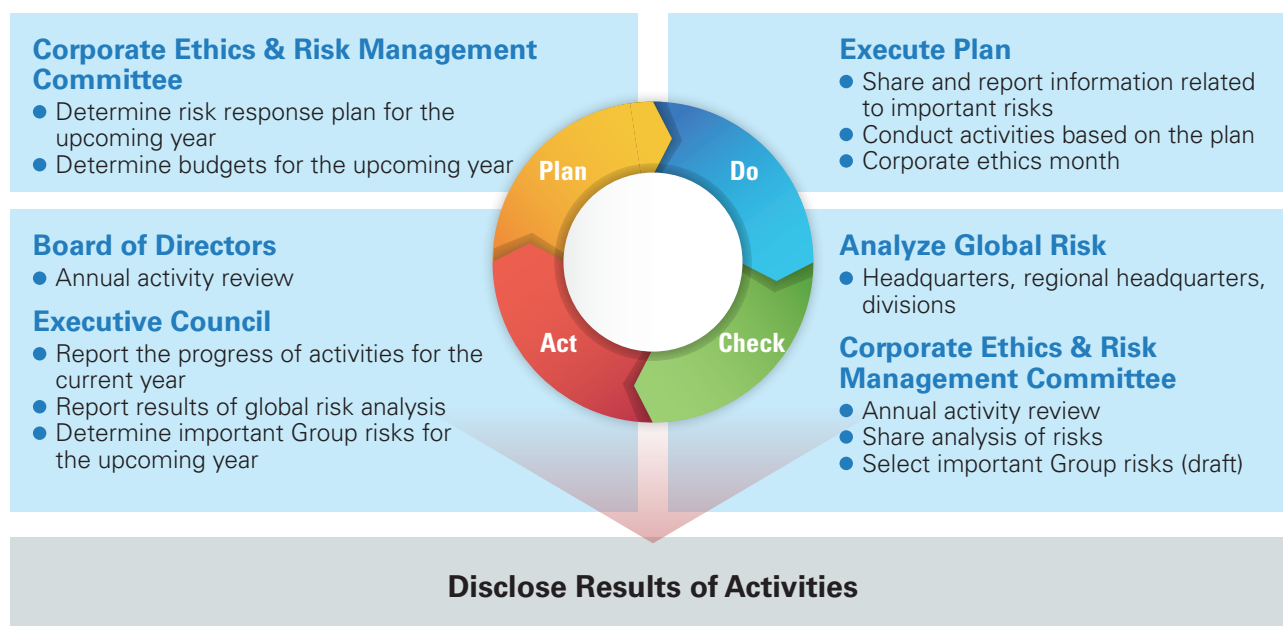 Corporate Ethics & Risk Management
Committee
● Determine risk response plan for the
upcoming year
● Determine budgets for the upcoming year
Execute Plan
● Share and report information related
to important risks
● Conduct activities based on the plan
● Corporate ethics month
Plan
Do
Board of Directors
● Annual activity review
Executive Council
● Report the progress of activities for the
current year
● Report results of global risk analysis
● Determine important Group risks for
the upcoming year
Act
Check
Analyze Global Risk
● Headquarters, regional headquarters,
divisions
Corporate Ethics & Risk
Management Committee
● Annual activity review
● Share analysis of risks
● Select important Group risks (draft)
Disclose Results of Activities